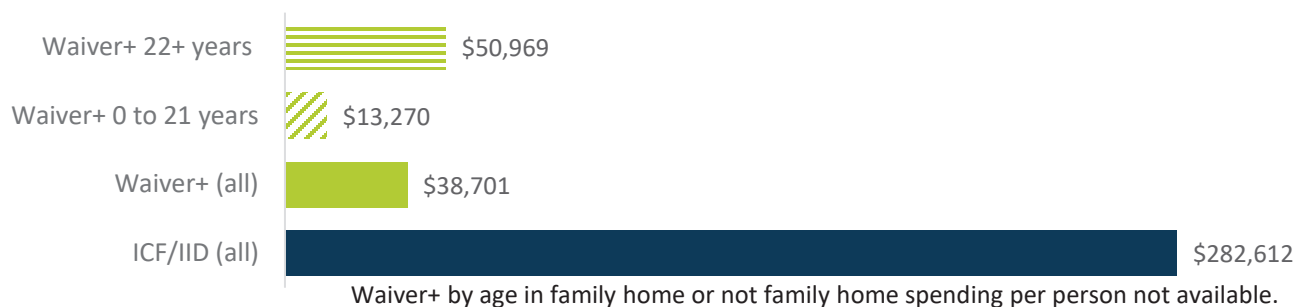 Waiver+ 22+ years $50,969
Waiver+ 0 to 21 years $13,270
Waiver+ (all) $38,701
ICF/IID (all) $282,612
Waiver+ by age in family home or not family home spending per person not available.